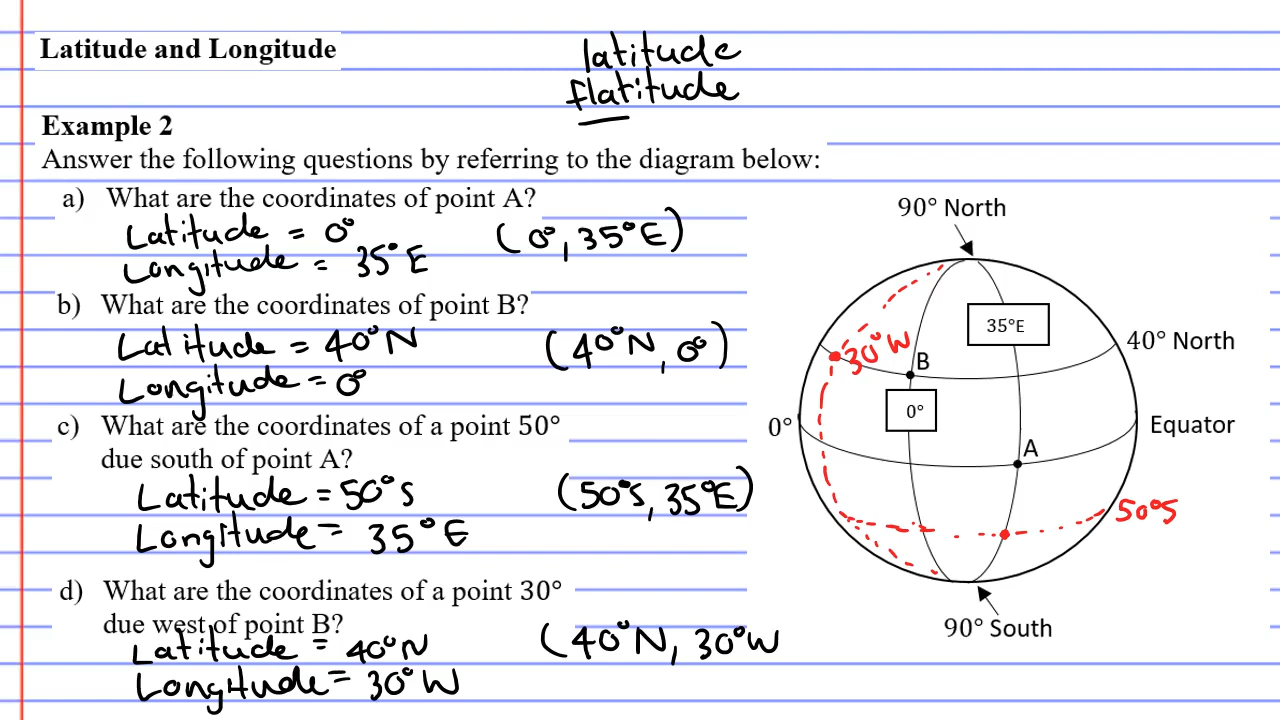 Latitude and Longitude
latitude
flatitude
Example 2
Answer the following questions by referring to the diagram below:
a) What are the coordinates of point A?
Latitude = 0°
(0°, 35°E)
Longitude = 35°E
b) What are the coordinates of point B?
Latitude = 40°N
(40°N, 0°)
Longitude = 0°
c) What are the coordinates of a point 50°
due south of point A?
Latitude = 50°S
(50°S, 35°E)
Longitude = 35°E
d) What are the coordinates of a point 30°
due west of point B?
Latitude = 40°N
(40°N, 30°W
Longitude = 30°W
90° North
35°E
40° North
30°W
B
0°
0°
Equator
A
50°S
90° South